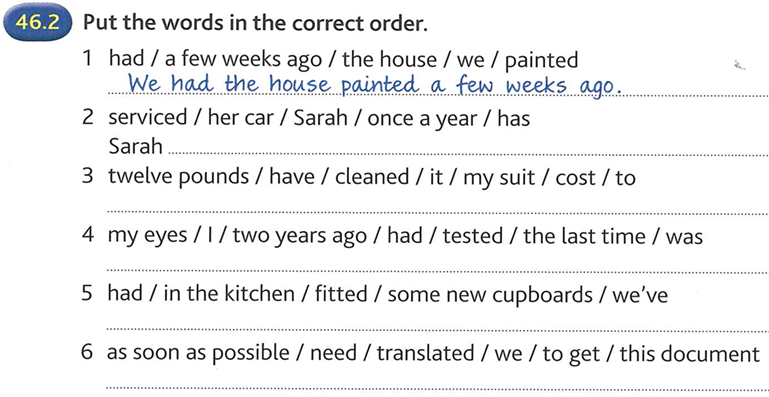 46.2 Put the words in the correct order.
1 had / a few weeks ago / the house / we / painted
We had the house painted a few weeks ago.
2 serviced / her car / Sarah / once a year / has
Sarah
3 twelve pounds / have / cleaned / it / my suit / cost / to
4 my eyes / I / two years ago / had / tested / the last time / was
5 had / in the kitchen / fitted / some new cupboards / we’ve
6 as soon as possible / need / translated / we / to get / this document